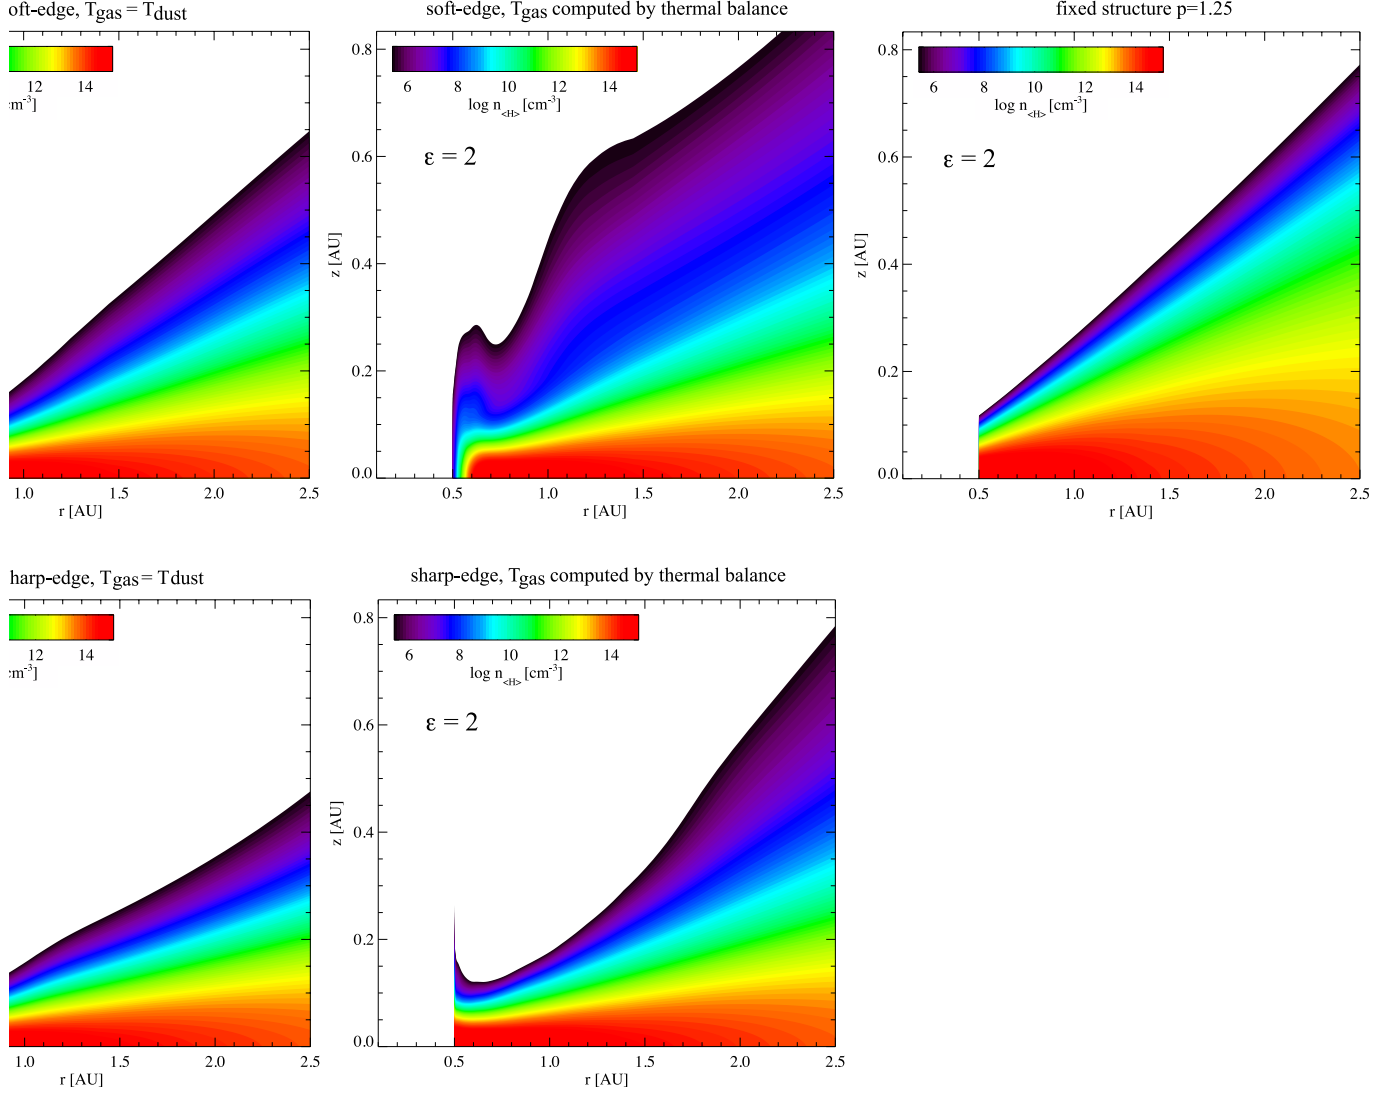 oft-edge, Tgas = Tdust
12 14
cm-3]
1.0 1.5 2.0 2.5
r [AU]
soft-edge, Tgas computed by thermal balance
0.8
6 8 10 12 14
log n<H> [cm-3]
ε = 2
0.6
z [AU]
0.4
0.2
0.0
0.5 1.0 1.5 2.0 2.5
r [AU]
fixed structure p=1.25
0.8
6 8 10 12 14
log n<H> [cm-3]
ε = 2
0.6
z [AU]
0.4
0.2
0.0
0.5 1.0 1.5 2.0 2.5
r [AU]
harp-edge, Tgas = Tdust
12 14
cm-3]
1.0 1.5 2.0 2.5
r [AU]
sharp-edge, Tgas computed by thermal balance
0.8
6 8 10 12 14
log n<H> [cm-3]
ε = 2
0.6
z [AU]
0.4
0.2
0.0
0.5 1.0 1.5 2.0 2.5
r [AU]